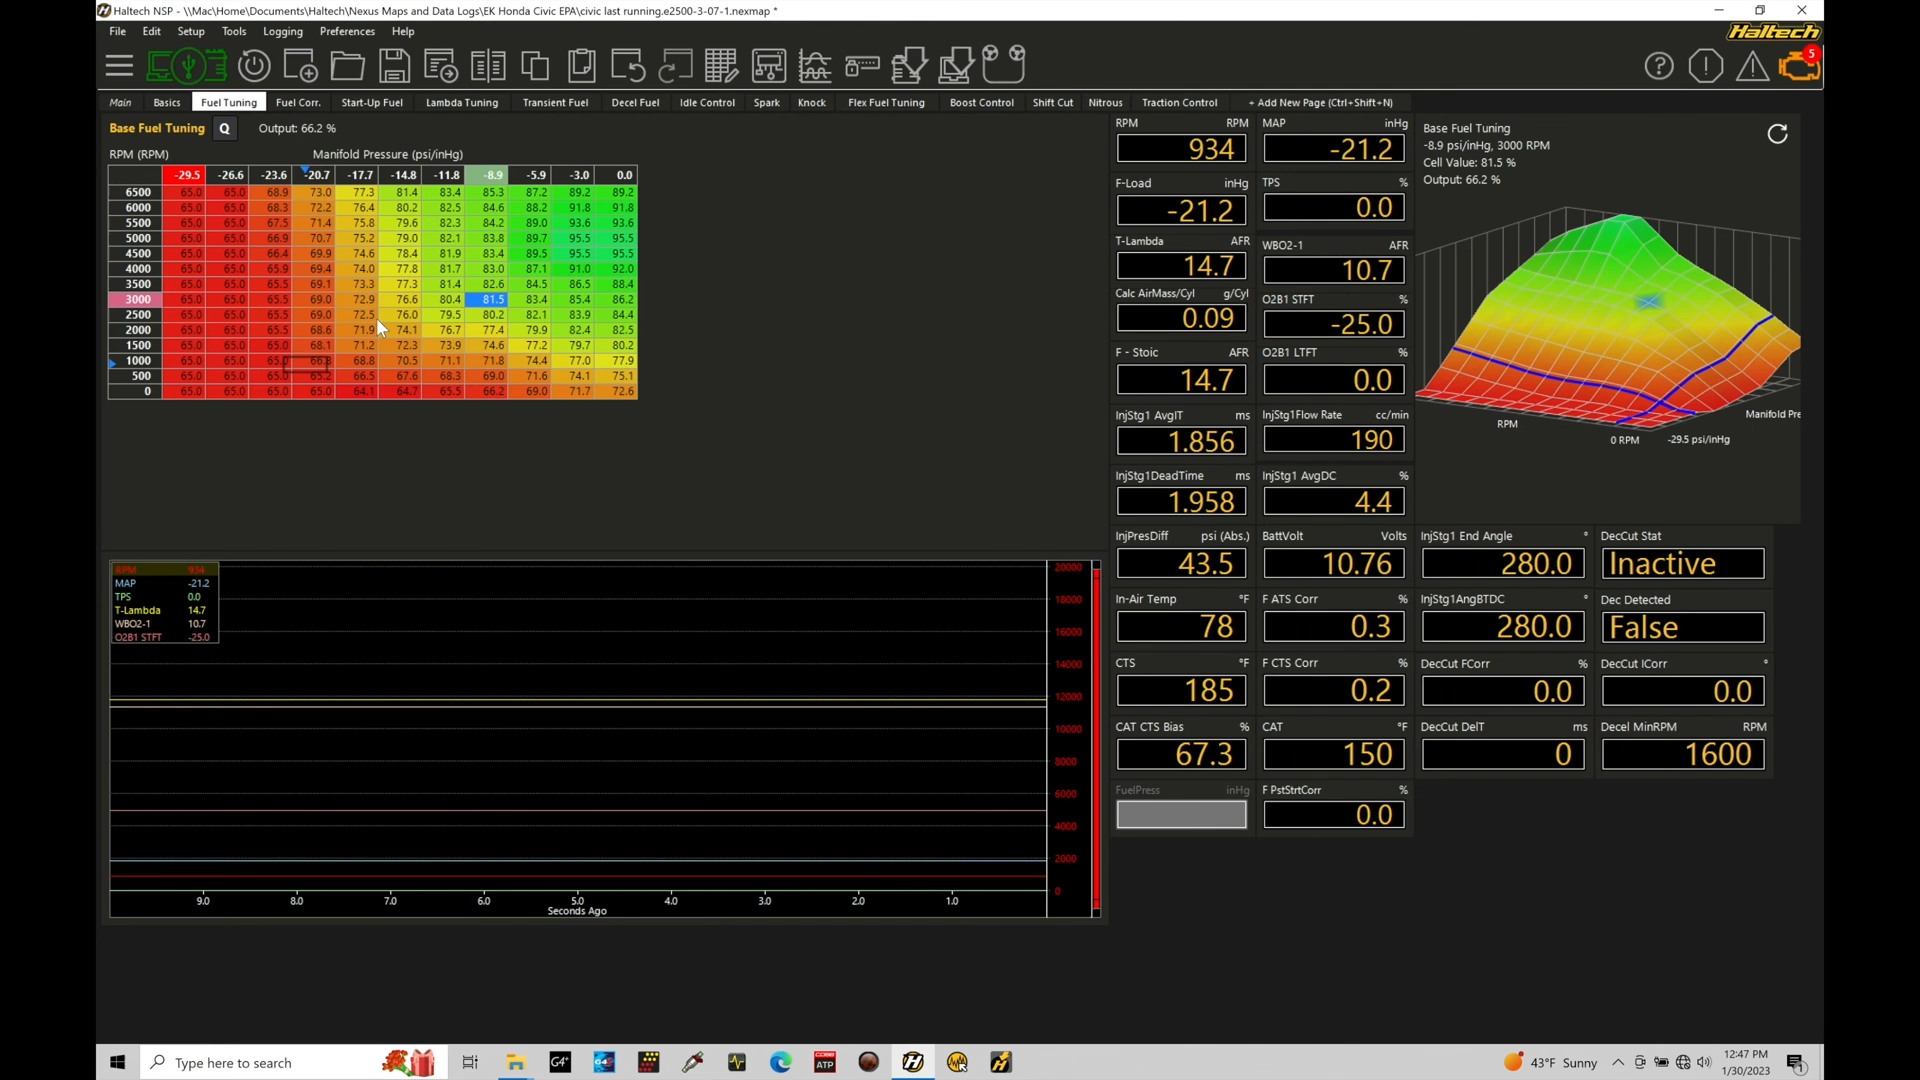 Haltech NSP - \\Mac\Home\Documents\Haltech\Nexus Maps and Data Logs\EK Honda Civic EPA\civic last running.e2500-3-07-1.nexmap *
File Edit Setup Tools Logging Preferences Help
Haltech
5
Main Basics Fuel Tuning Fuel Corr. Start-Up Fuel Lambda Tuning Transient Fuel Decel Fuel Idle Control Spark Knock Flex Fuel Tuning Boost Control Shift Cut Nitrous Traction Control + Add New Page (Ctrl+Shift+N)
Base Fuel Tuning Q Output: 66.2 %
RPM (RPM) Manifold Pressure (psi/inHg)
-29.5 -26.6 -23.6 -20.7 -17.7 -14.8 -11.8 -8.9 -5.9 -3.0 0.0
6500 65.0 65.0 68.9 73.0 77.3 81.4 83.4 85.3 87.2 89.2 89.2
6000 65.0 65.0 68.3 72.2 76.4 80.2 82.5 84.6 88.2 91.8 91.8
5500 65.0 65.0 67.5 71.4 75.8 79.6 82.3 84.2 89.0 93.6 93.6
5000 65.0 65.0 66.9 70.7 75.2 79.0 82.1 83.8 89.7 95.5 95.5
4500 65.0 65.0 66.4 69.9 74.6 78.4 81.9 83.4 89.5 95.5 95.5
4000 65.0 65.0 65.9 69.4 74.0 77.8 81.7 83.0 87.1 91.0 92.0
3500 65.0 65.0 65.5 69.1 73.3 77.3 81.4 82.6 84.5 86.5 88.4
3000 65.0 65.0 65.5 69.0 72.9 76.6 80.4 81.5 83.4 85.4 86.2
2500 65.0 65.0 65.5 69.0 72.5 76.0 79.5 80.2 82.1 83.9 84.4
2000 65.0 65.0 65.5 68.6 71.9 74.1 76.7 77.4 79.9 82.4 82.5
1500 65.0 65.0 65.0 68.1 71.2 72.3 73.9 74.6 77.2 79.7 80.2
1000 65.0 65.0 65.0 66.8 68.8 70.5 71.1 71.8 74.4 77.0 77.9
500 65.0 65.0 65.0 65.2 66.5 67.6 68.3 69.0 71.6 74.1 75.1
0 65.0 65.0 65.0 65.0 64.1 64.7 65.5 66.2 69.0 71.7 72.6
RPM RPM 934
MAP inHg -21.2
F-Load inHg -21.2
TPS % 0.0
T-Lambda AFR 14.7
WBO2-1 AFR 10.7
Calc AirMass/Cyl g/Cyl 0.09
O2B1 STFT % -25.0
F - Stoic AFR 14.7
O2B1 LTFT % 0.0
InjStg1 AvgIT ms 1.856
InjStg1Flow Rate cc/min 190
InjStg1DeadTime ms 1.958
InjStg1 AvgDC % 4.4
InjPresDiff psi (Abs.) 43.5
BattVolt Volts 10.76
InjStg1 End Angle ° 280.0
DecCut Stat Inactive
In-Air Temp °F 78
F ATS Corr % 0.3
InjStg1AngBTDC ° 280.0
Dec Detected False
CTS °F 185
F CTS Corr % 0.2
DecCut FCorr % 0.0
DecCut ICorr ° 0.0
CAT CTS Bias % 67.3
CAT °F 150
DecCut DelT ms 0
Decel MinRPM RPM 1600
FuelPress inHg
F PstStrtCorr % 0.0
Base Fuel Tuning
-8.9 psi/inHg, 3000 RPM
Cell Value: 81.5 %
Output: 66.2 %
RPM 0 RPM -29.5 psi/inHg Manifold Pre
RPM 934
MAP -21.2
TPS 0.0
T-Lambda 14.7
WBO2-1 10.7
O2B1 STFT -25.0
20000
18000
16000
14000
12000
10000
8000
6000
4000
2000
0
9.0 8.0 7.0 6.0 5.0 4.0 3.0 2.0 1.0
Seconds Ago
Type here to search
G4+
COBB
ATP
43°F Sunny
12:47 PM
1/30/2023
1